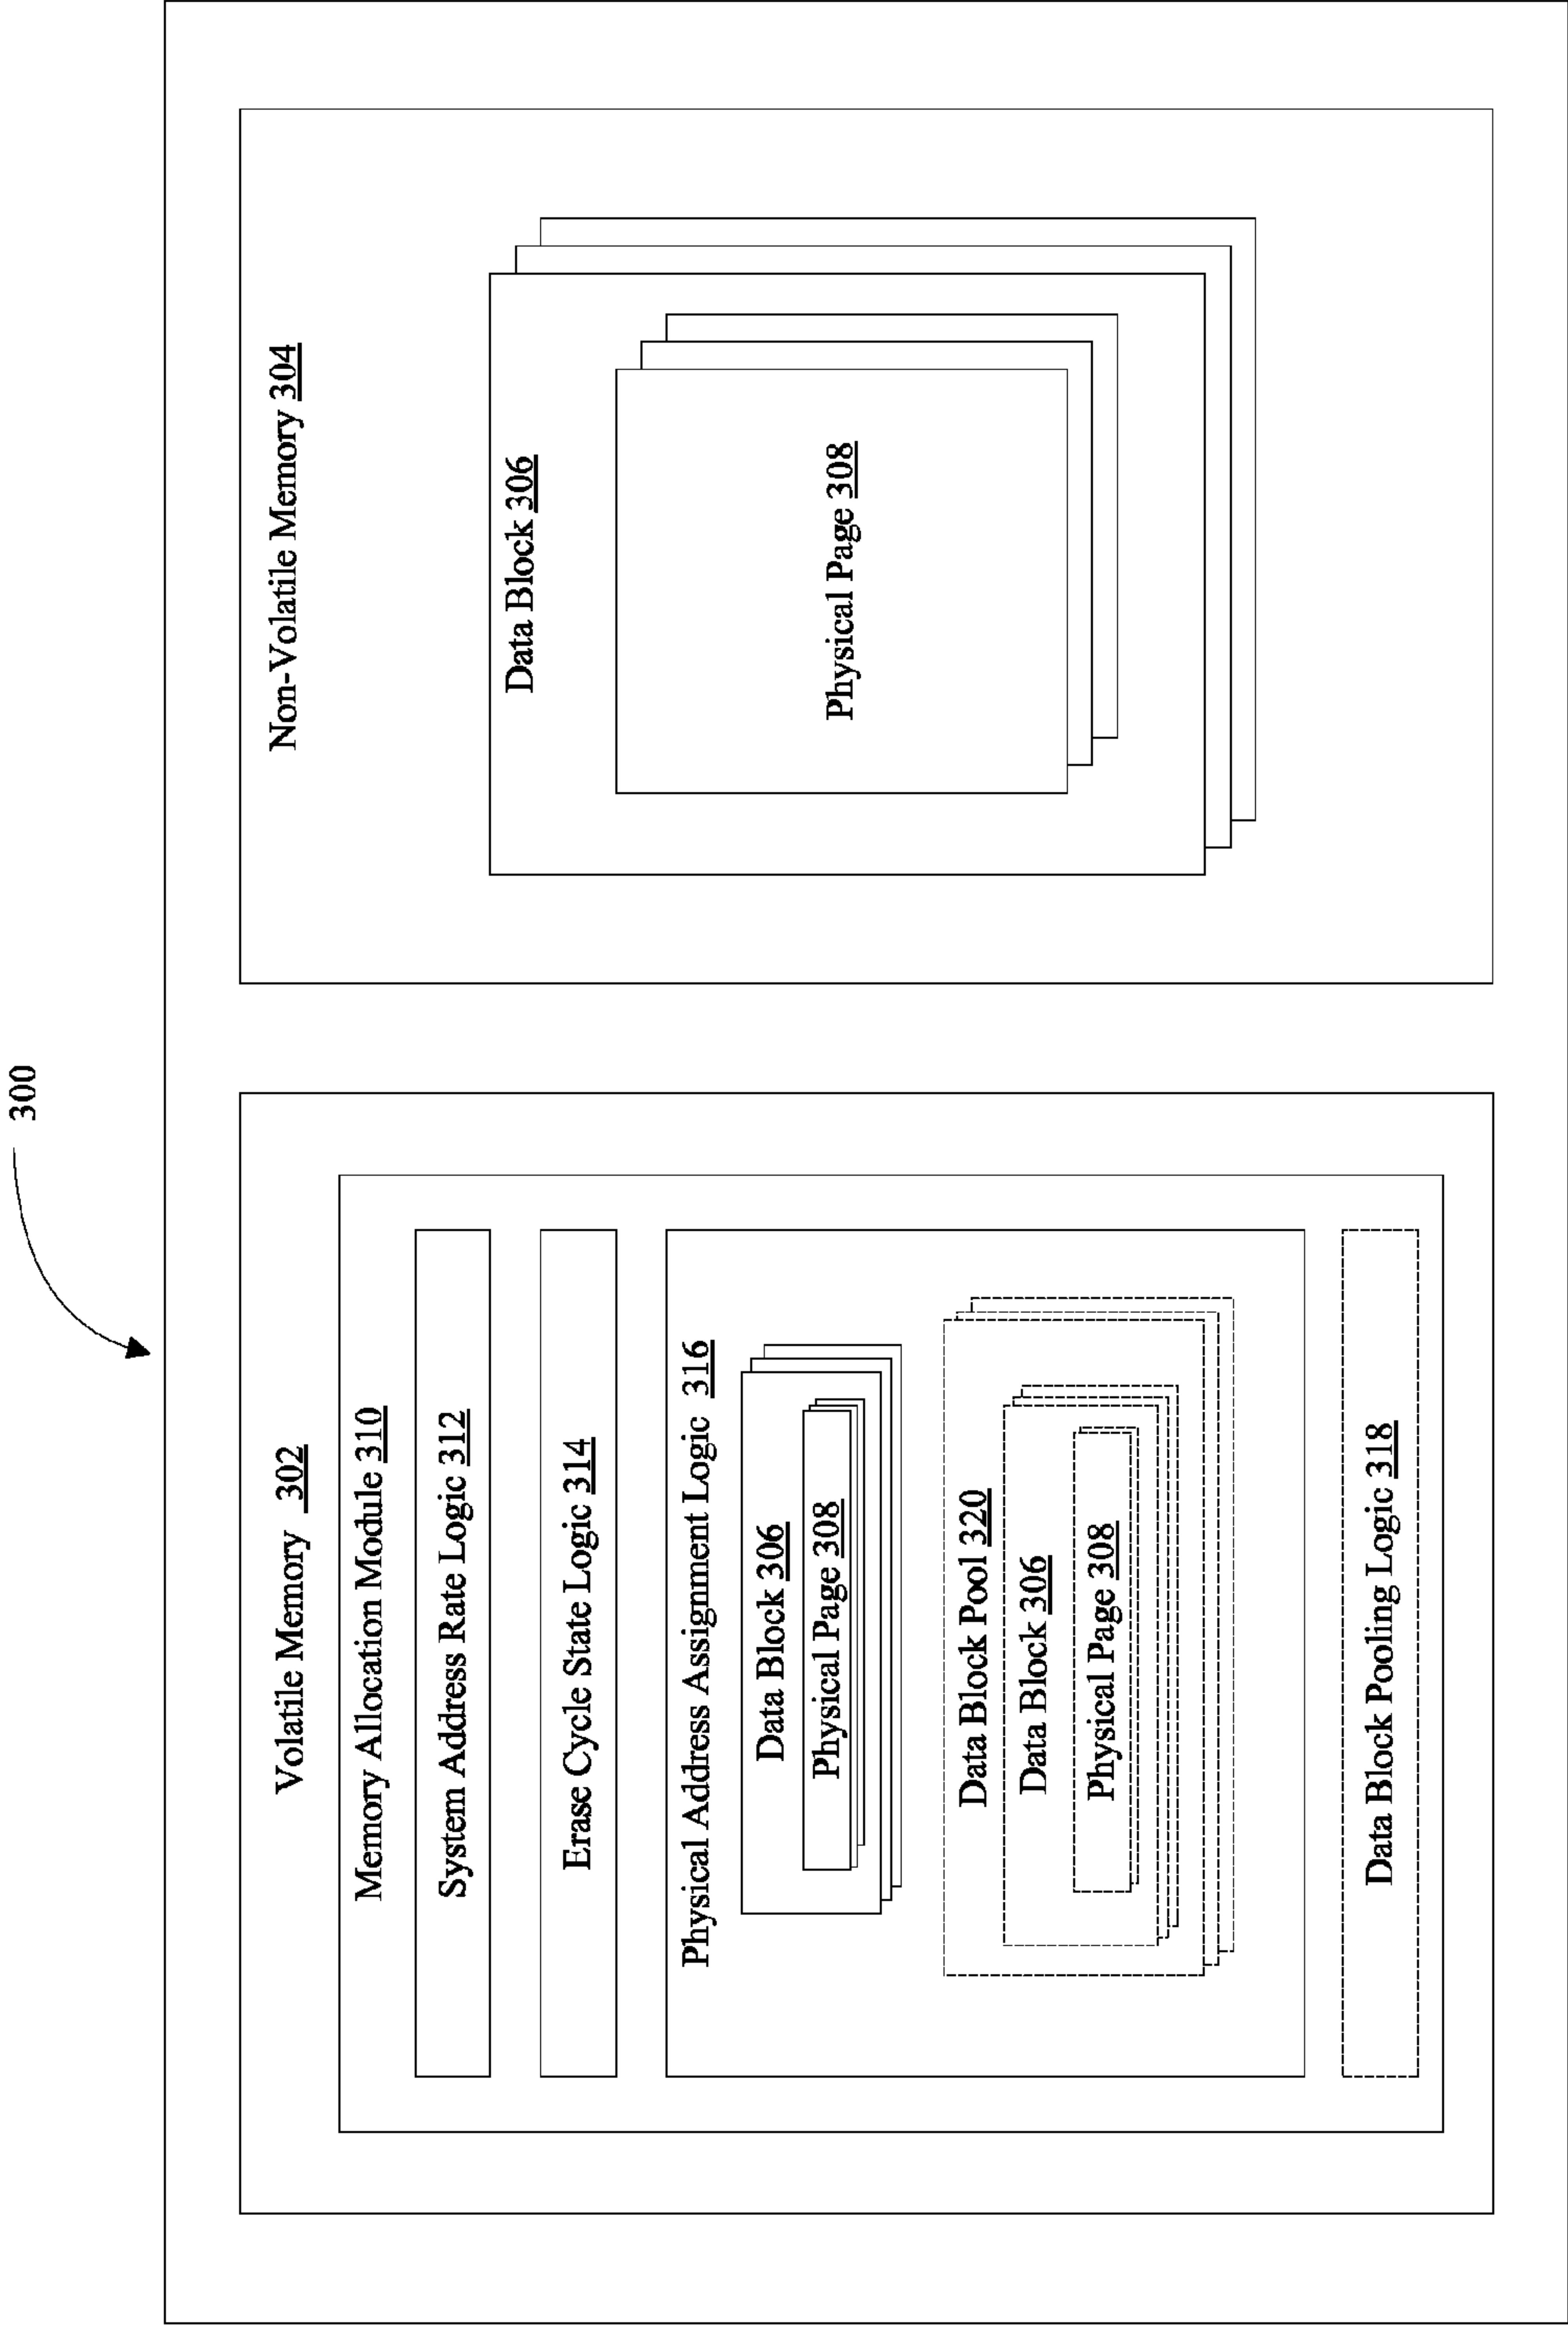 300
Volatile Memory 302
Memory Allocation Module 310
System Address Rate Logic 312
Erase Cycle State Logic 314
Physical Address Assignment Logic 316
Data Block 306
Physical Page 308
Data Block Pool 320
Data Block 306
Physical Page 308
Data Block Pooling Logic 318
Non-Volatile Memory 304
Data Block 306
Physical Page 308